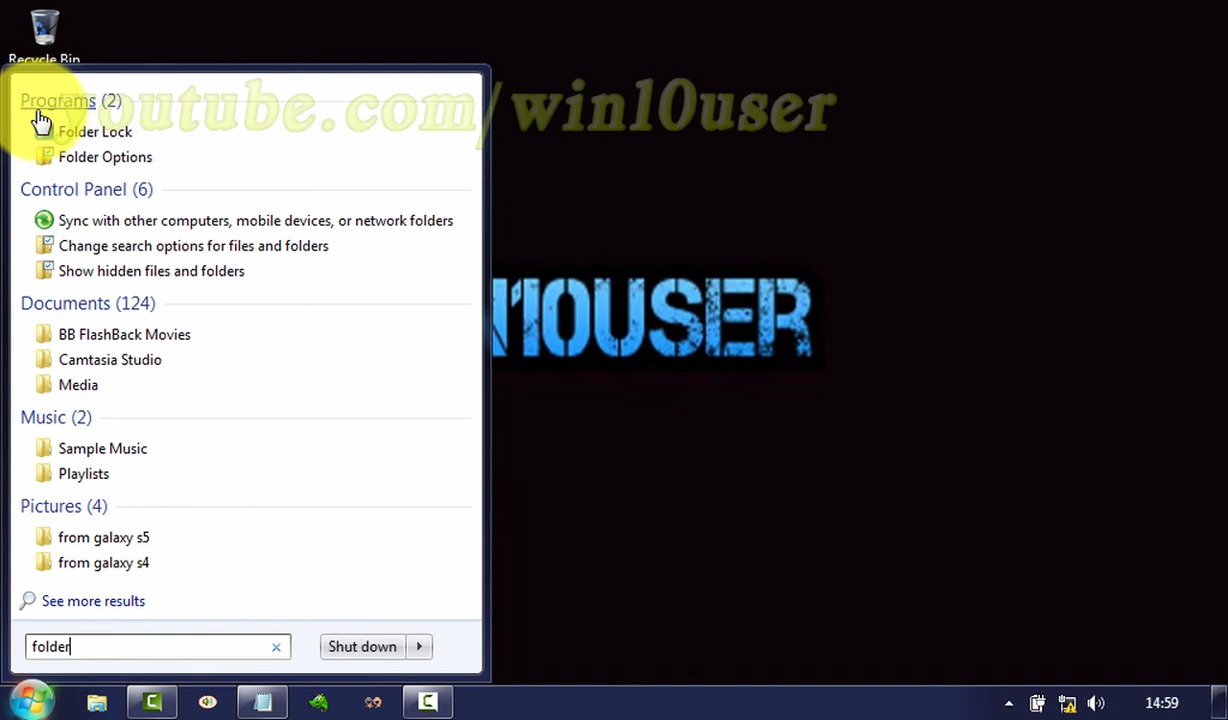 Recycle Bin
youtube.com/win10user
Programs (2)
Folder Lock
Folder Options
Control Panel (6)
Sync with other computers, mobile devices, or network folders
Change search options for files and folders
Show hidden files and folders
10USER
Documents (124)
BB FlashBack Movies
Camtasia Studio
Media
Music (2)
Sample Music
Playlists
Pictures (4)
from galaxy s5
from galaxy s4
See more results
folder
Shut down
14:59